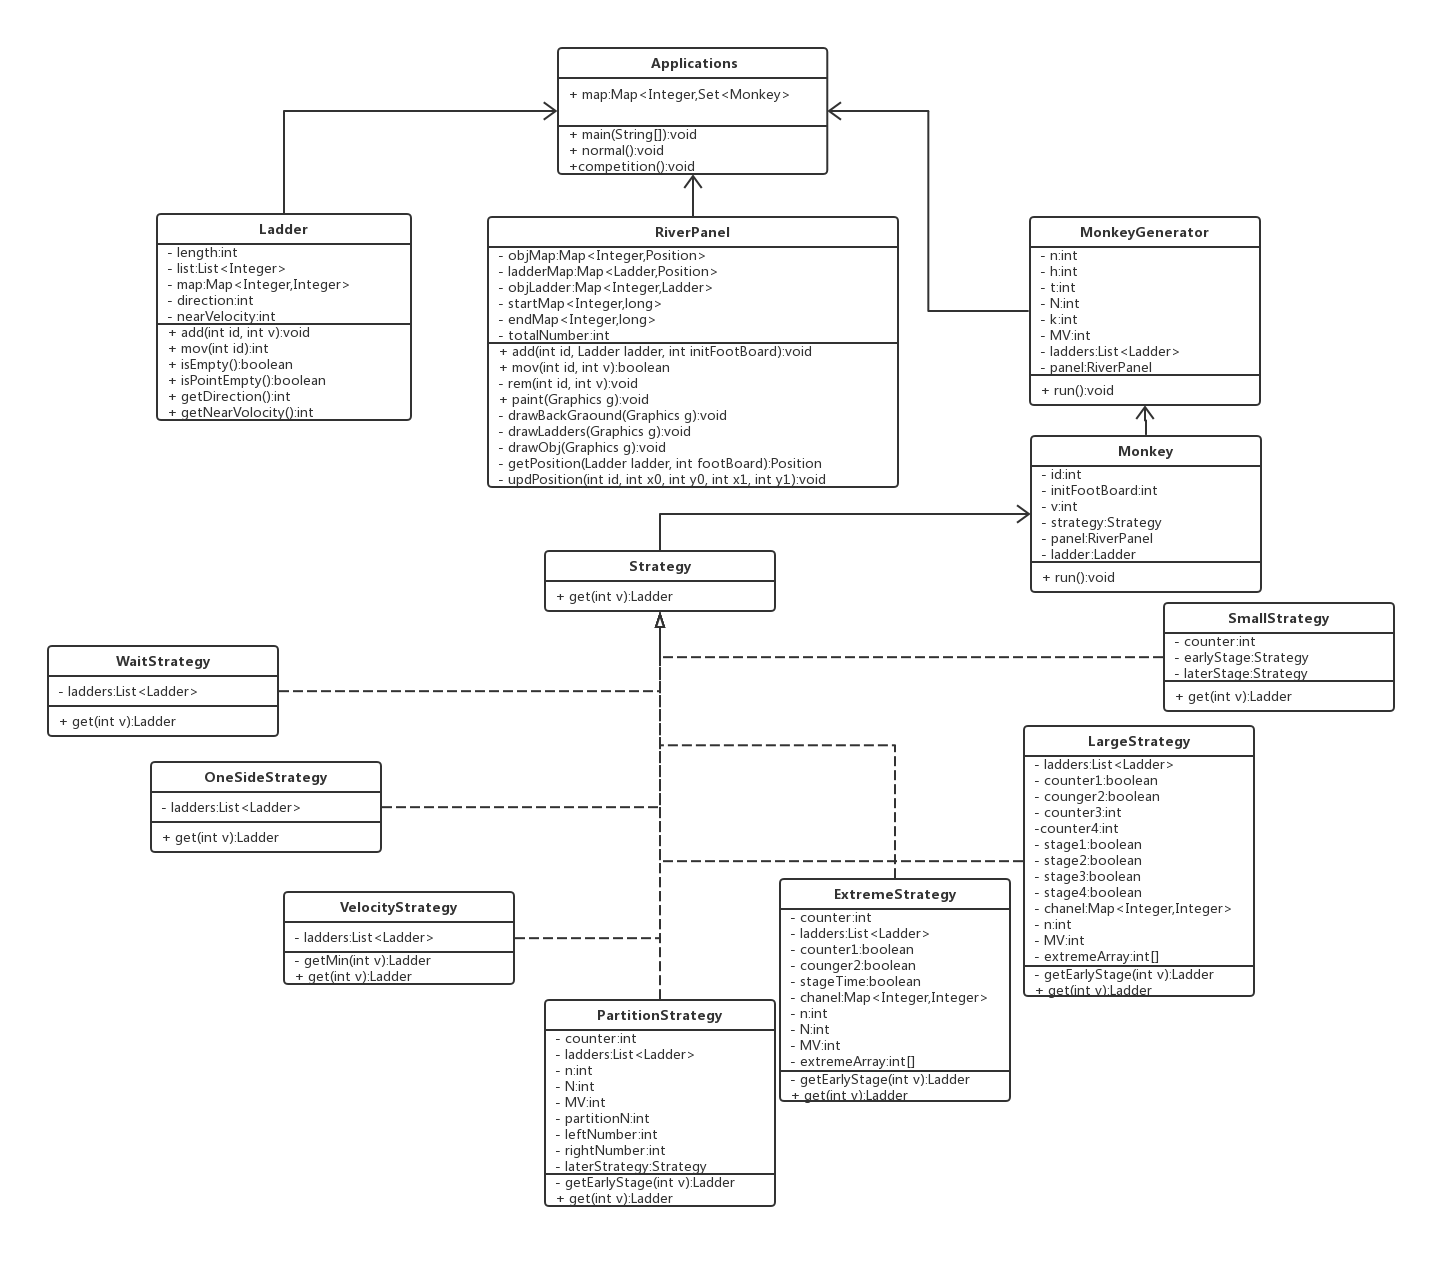 Applications
+ map:Map<Integer,Set<Monkey>
+ main(String[]):void
+ normal():void
+competition():void
Ladder
- length:int
- list:List<Integer>
- map:Map<Integer,Integer>
- direction:int
- nearVelocity:int
+ add(int id, int v):void
+ mov(int id):int
+ isEmpty():boolean
+ isPointEmpty():boolean
+ getDirection():int
+ getNearVolocity():int
RiverPanel
- objMap:Map<Integer,Position>
- ladderMap:Map<Ladder,Position>
- objLadder:Map<Integer,Ladder>
- startMap<Integer,long>
- endMap<Integer,long>
- totalNumber:int
+ add(int id, Ladder ladder, int initFootBoard):void
+ mov(int id, int v):boolean
- rem(int id, int v):void
+ paint(Graphics g):void
- drawBackGraound(Graphics g):void
- drawLadders(Graphics g):void
- drawObj(Graphics g):void
- getPosition(Ladder ladder, int footBoard):Position
- updPosition(int id, int x0, int y0, int x1, int y1):void
MonkeyGenerator
- n:int
- h:int
- t:int
- N:int
- k:int
- MV:int
- ladders:List<Ladder>
- panel:RiverPanel
+ run():void
Monkey
- id:int
- initFootBoard:int
- v:int
- strategy:Strategy
- panel:RiverPanel
- ladder:Ladder
+ run():void
Strategy
+ get(int v):Ladder
SmallStrategy
- counter:int
- earlyStage:Strategy
- laterStage:Strategy
+ get(int v):Ladder
WaitStrategy
- ladders:List<Ladder>
+ get(int v):Ladder
OneSideStrategy
- ladders:List<Ladder>
+ get(int v):Ladder
LargeStrategy
- ladders:List<Ladder>
- counter1:boolean
- counger2:boolean
- counter3:int
-counter4:int
- stage1:boolean
- stage2:boolean
- stage3:boolean
- stage4:boolean
- chanel:Map<Integer,Integer>
- n:int
- MV:int
- extremeArray:int[]
- getEarlyStage(int v):Ladder
+ get(int v):Ladder
VelocityStrategy
- ladders:List<Ladder>
- getMin(int v):Ladder
+ get(int v):Ladder
ExtremeStrategy
- counter:int
- ladders:List<Ladder>
- counter1:boolean
- counger2:boolean
- stageTime:boolean
- chanel:Map<Integer,Integer>
- n:int
- N:int
- MV:int
- extremeArray:int[]
- getEarlyStage(int v):Ladder
+ get(int v):Ladder
PartitionStrategy
- counter:int
- ladders:List<Ladder>
- n:int
- N:int
- MV:int
- partitionN:int
- leftNumber:int
- rightNumber:int
- laterStrategy:Strategy
- getEarlyStage(int v):Ladder
+ get(int v):Ladder